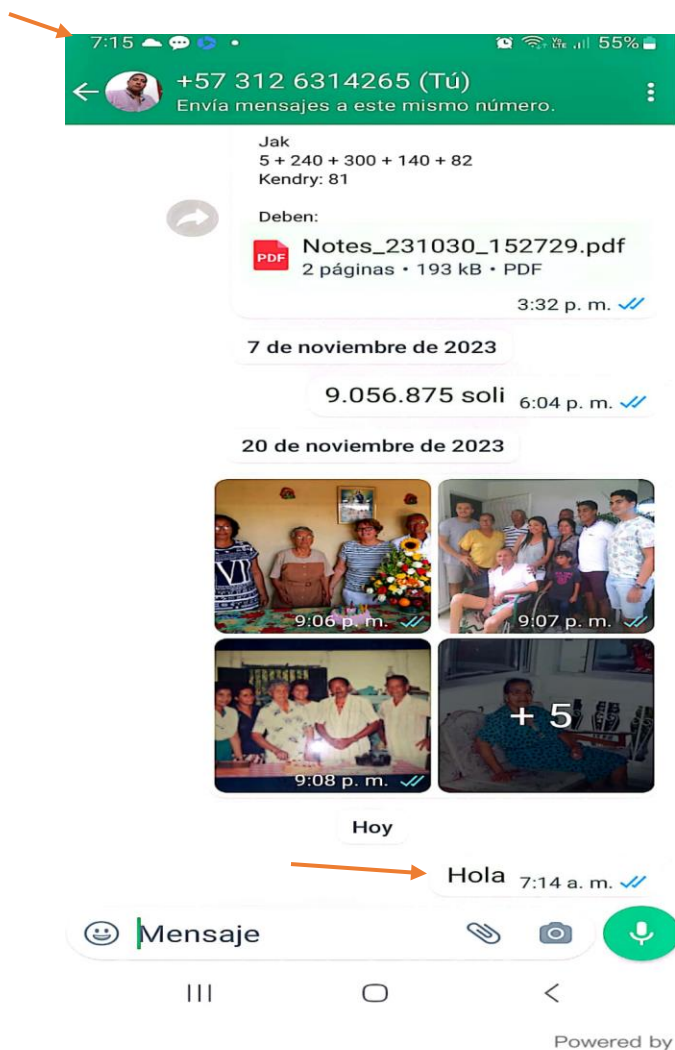 7:15 55%
+57 312 6314265 (Tú)
Envía mensajes a este mismo número.
Jak
5 + 240 + 300 + 140 + 82
Kendry: 81
Deben:
PDF
Notes_231030_152729.pdf
2 páginas • 193 kB • PDF
3:32 p. m.
7 de noviembre de 2023
9.056.875 soli 6:04 p. m.
20 de noviembre de 2023
9:06 p. m. 9:07 p. m.
+ 5
9:08 p. m.
Hoy
Hola 7:14 a. m.
Mensaje
Powered by